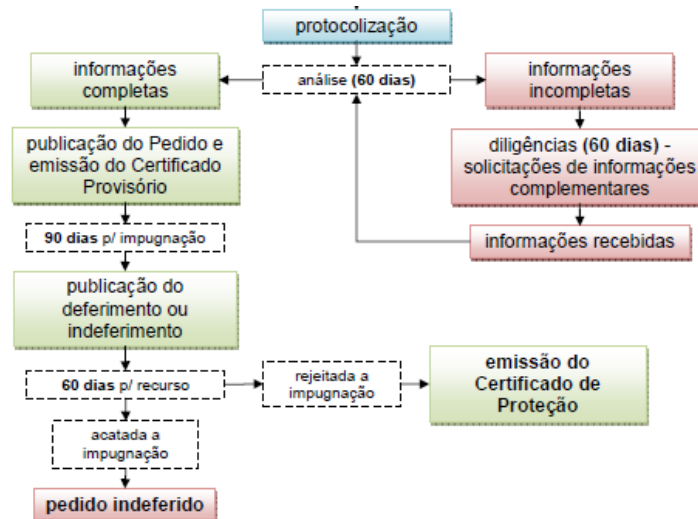 protocolização
informações
completas
análise (60 dias)
informações
incompletas
publicação do Pedido e
emissão do Certificado
Provisório
diligências (60 dias) -
solicitações de informações
complementares
90 dias p/ impugnação
informações recebidas
publicação do
deferimento ou
indeferimento
60 dias p/ recurso
rejeitada a
impugnação
emissão do
Certificado de
Proteção
acatada a
impugnação
pedido indeferido